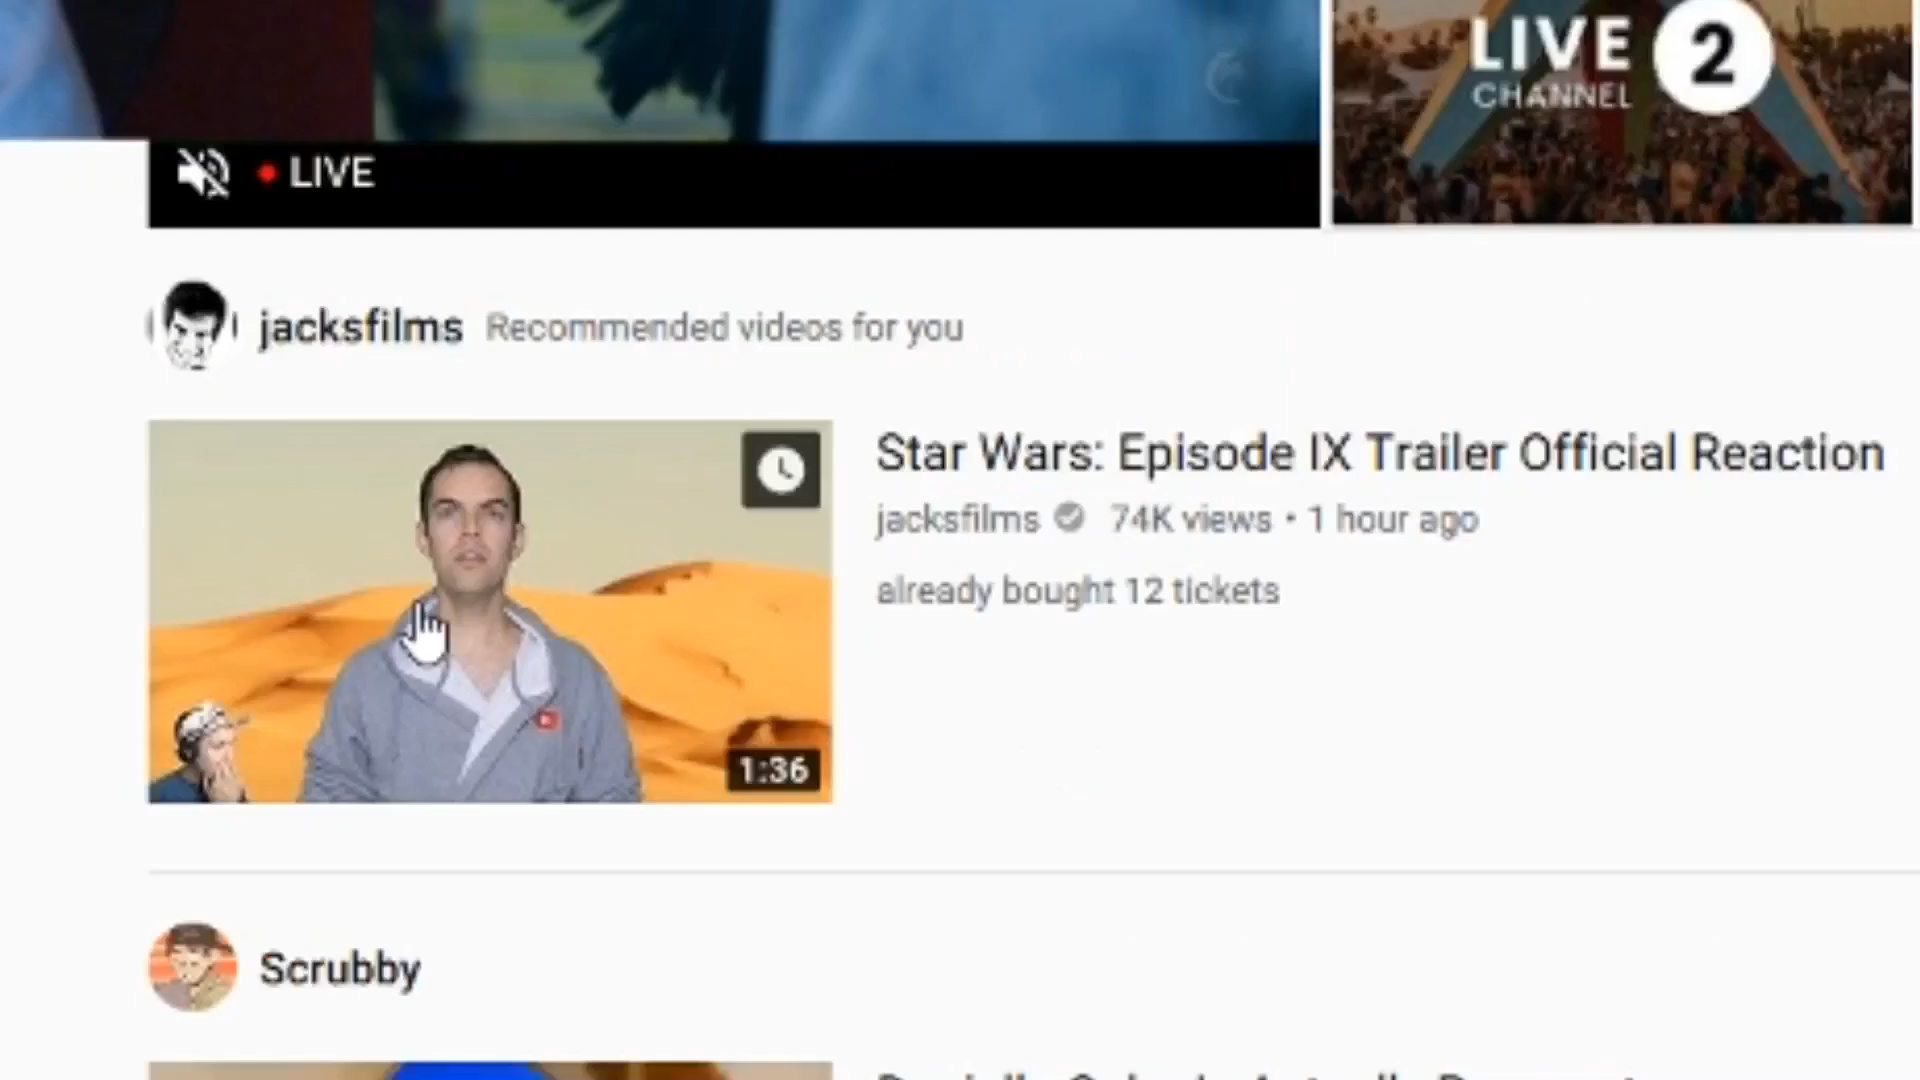 LIVE 2
CHANNEL
LIVE
jacksfilms Recommended videos for you
Star Wars: Episode IX Trailer Official Reaction
jacksfilms 74K views • 1 hour ago
already bought 12 tickets
1:36
Scrubby